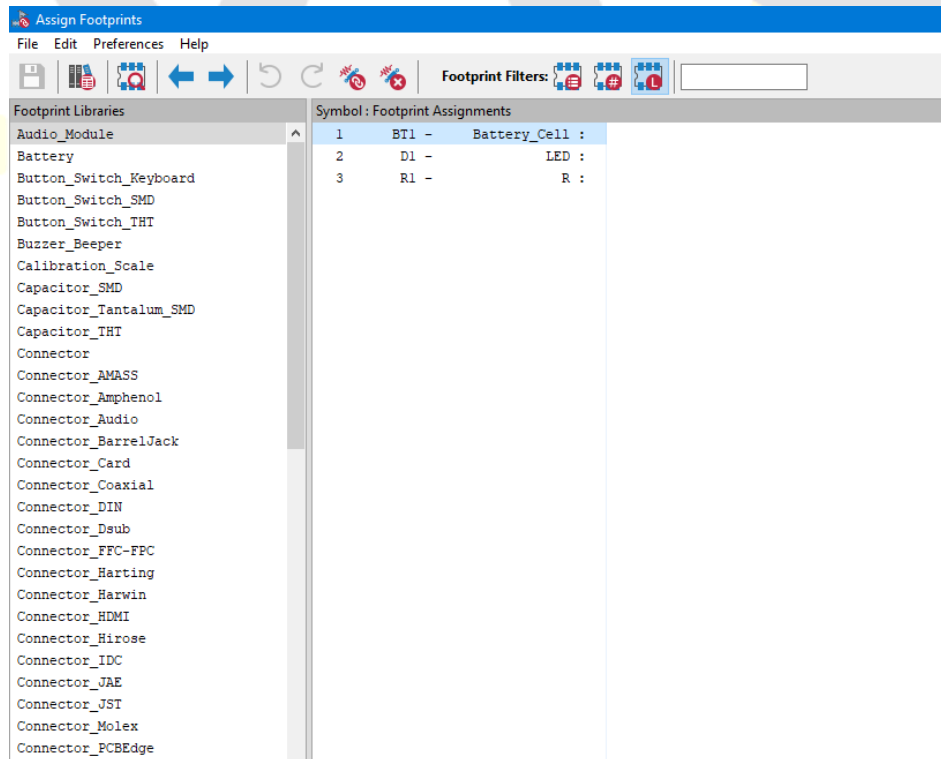 Assign Footprints
File Edit Preferences Help
Footprint Filters:
Footprint Libraries
Audio_Module
Battery
Button_Switch_Keyboard
Button_Switch_SMD
Button_Switch_THT
Buzzer_Beeper
Calibration_Scale
Capacitor_SMD
Capacitor_Tantalum_SMD
Capacitor_THT
Connector
Connector_AMASS
Connector_Amphenol
Connector_Audio
Connector_BarrelJack
Connector_Card
Connector_Coaxial
Connector_DIN
Connector_Dsub
Connector_FFC-FPC
Connector_Harting
Connector_Harwin
Connector_HDMI
Connector_Hirose
Connector_IDC
Connector_JAE
Connector_JST
Connector_Molex
Connector_PCBEdge
Symbol : Footprint Assignments
1 BT1 - Battery_Cell :
2 D1 - LED :
3 R1 - R :